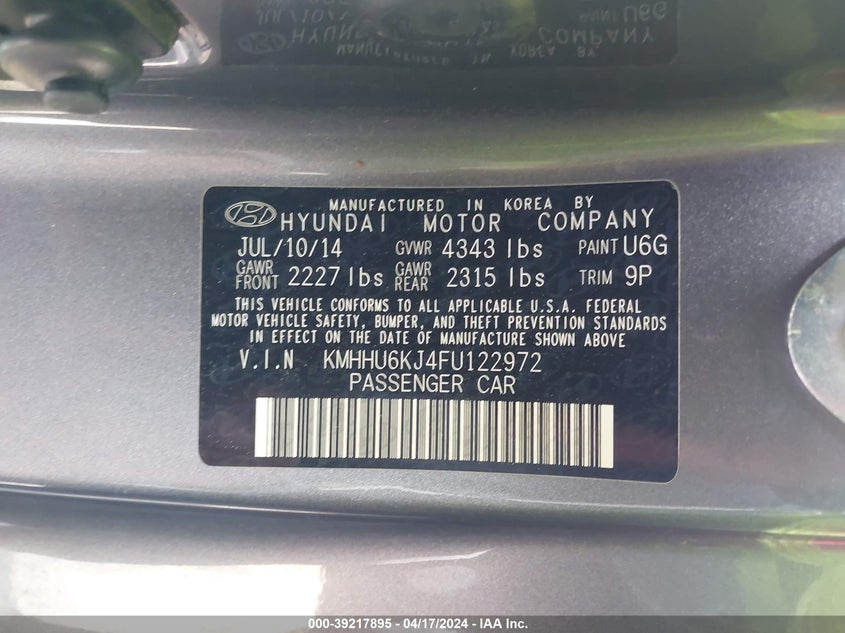 MANUFACTURED IN KOREA BY
HYUNDAI MOTOR COMPANY
JUL/10/14 GVWR 4343 lbs PAINT U6G
GAWR FRONT 2227 lbs GAWR REAR 2315 lbs TRIM 9P
THIS VEHICLE CONFORMS TO ALL APPLICABLE U.S.A. FEDERAL
MOTOR VEHICLE SAFETY, BUMPER, AND THEFT PREVENTION STANDARDS
IN EFFECT ON THE DATE OF MANUFACTURE SHOWN ABOVE
V.I.N KMHHU6KJ4FU122972
PASSENGER CAR
000-39217895 - 04/17/2024 - IAA Inc.